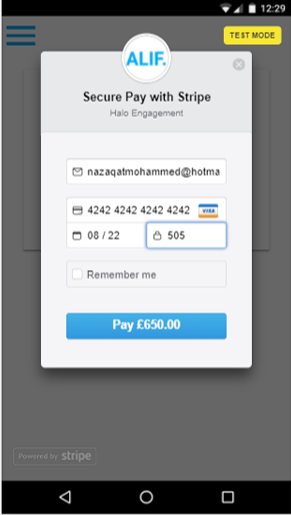 12:29
TEST MODE
ALIF.
Secure Pay with Stripe
Halo Engagement
nazaqatmohammed@hotma
4242 4242 4242 4242 VISA
08 / 22 505
Remember me
Pay £650.00
Powered by stripe